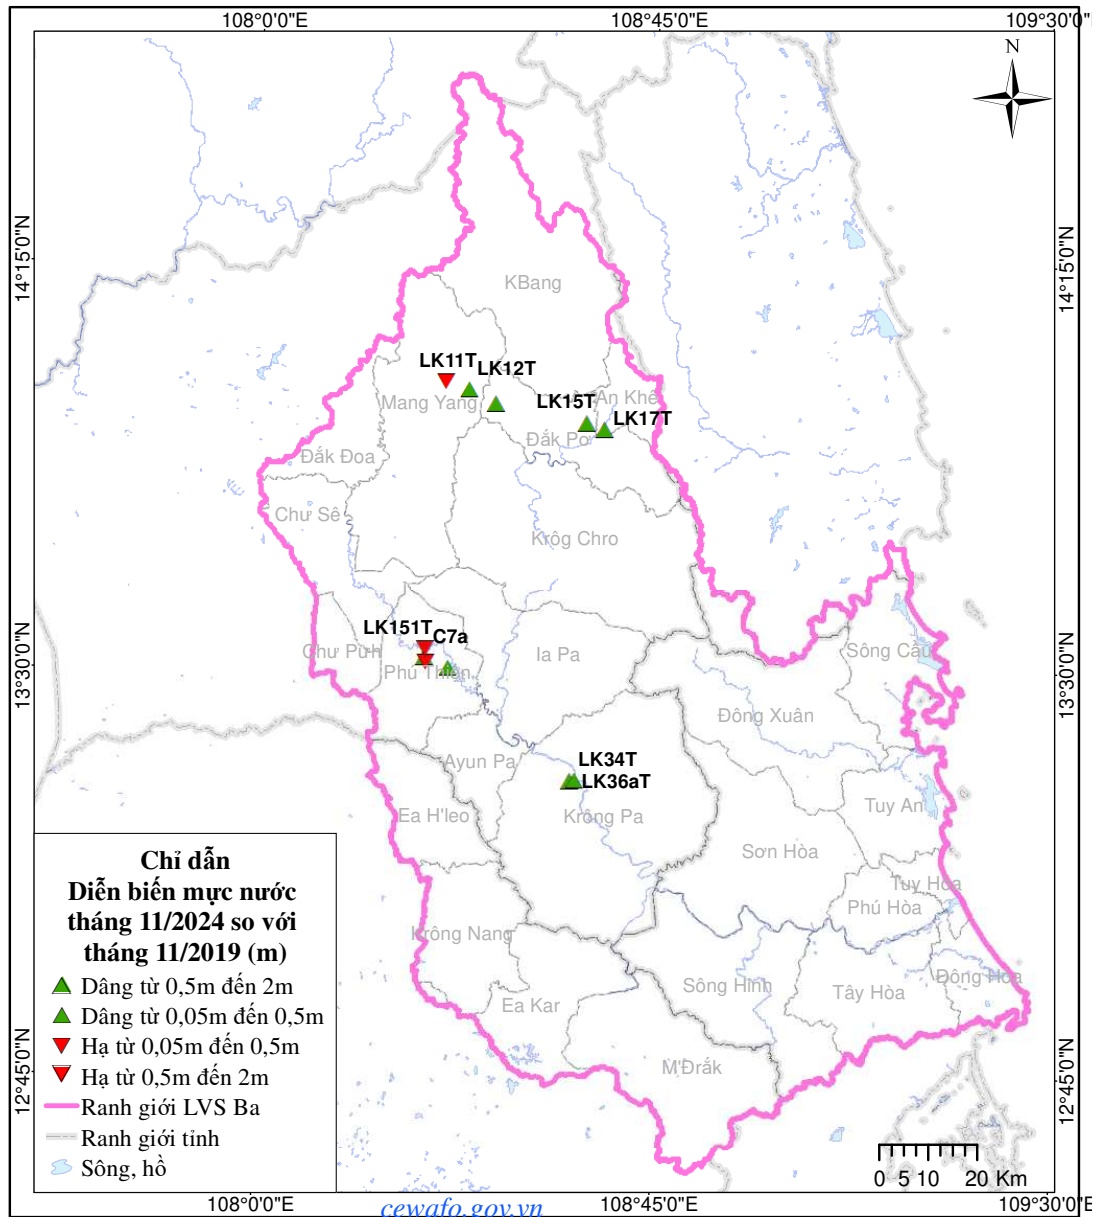 108°0'0"E
108°45'0"E
109°30'0"
N
14°15'0"N
14°15'0"N
KBang
LK11T
LK12T
Mang Yang
LK15T
An Khê
LK17T
Đắk Pơ
Đắk Đoa
Chư Sê
Krôg Chro
LK151T
C7a
13°30'0"N
13°30'0"N
Chư Pưh
Phú Thiện
Ia Pa
Sông Cầu
Đông Xuân
Ayun Pa
LK34T
LK36aT
Ea H'leo
Krông Pa
Tuy An
Sơn Hòa
Tuy Hòa
Phú Hòa
Krông Nang
Sông Hinh
Tây Hòa
Đông Hòa
Ea Kar
M'Đrắk
12°45'0"N
12°45'0"N
Chỉ dẫn
Diễn biến mực nước
tháng 11/2024 so với
tháng 11/2019 (m)
Dâng từ 0,5m đến 2m
Dâng từ 0,05m đến 0,5m
Hạ từ 0,05m đến 0,5m
Hạ từ 0,5m đến 2m
Ranh giới LVS Ba
Ranh giới tỉnh
Sông, hồ
0 5 10 20 Km
108°0'0"E
cewafo.gov.vn
108°45'0"E
109°30'0"E